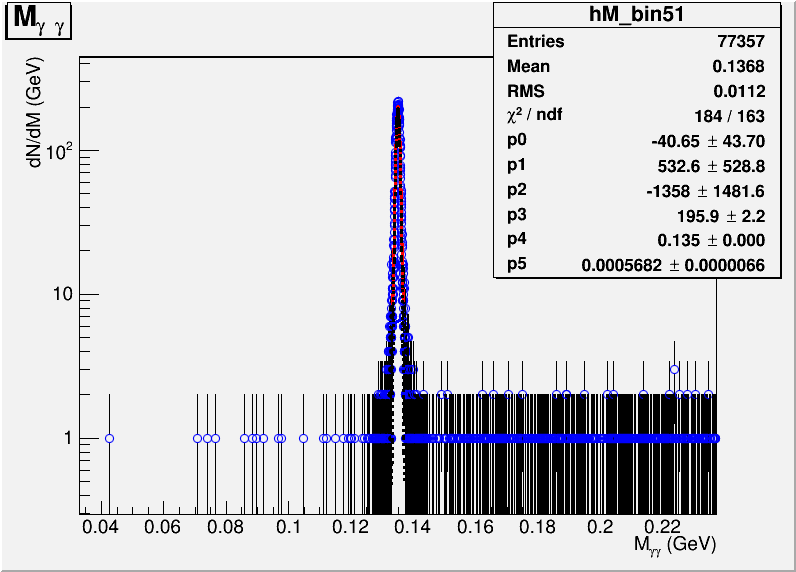 M γ γ
hM_bin51
Entries 77357
Mean 0.1368
RMS 0.0112
χ² / ndf 184 / 163
p0 -40.65 ± 43.70
p1 532.6 ± 528.8
p2 -1358 ± 1481.6
p3 195.9 ± 2.2
p4 0.135 ± 0.000
p5 0.0005682 ± 0.0000066
dN/dM (GeV)
10²
10
1
0.04 0.06 0.08 0.1 0.12 0.14 0.16 0.18 0.2 0.22
Mγγ (GeV)